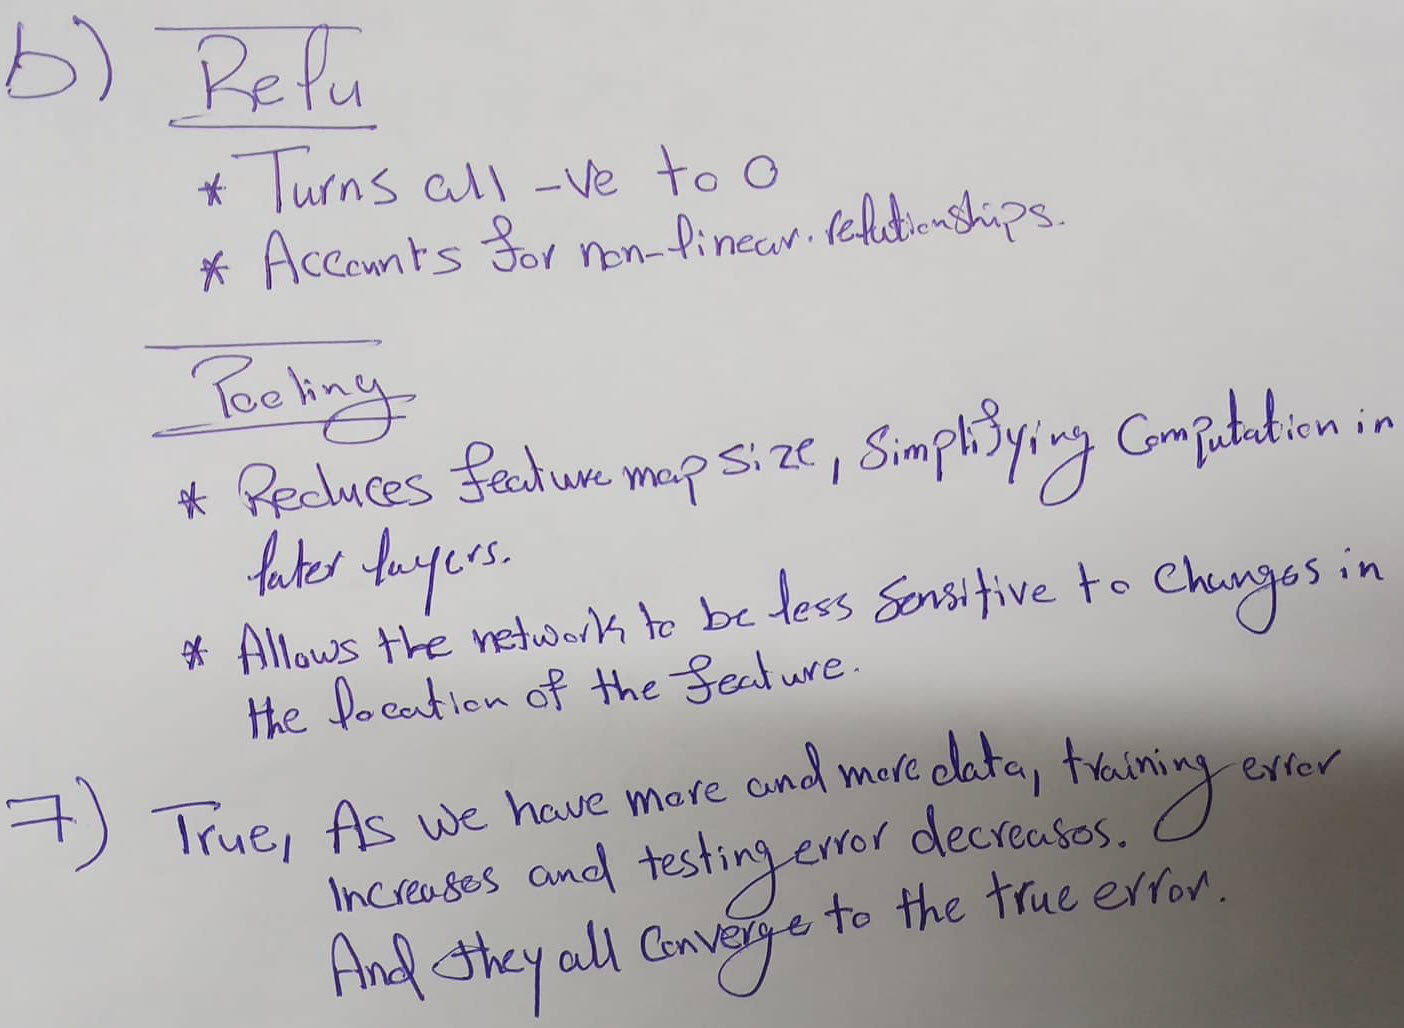 b) Relu
* Turns all -ve to 0
* Accounts for non-linear relationships.
Pooling
* Reduces feature map size, Simplifying Computation in
later layers.
* Allows the network to be less Sensitive to Changes in
the location of the feature.
7) True, As we have more and more data, training error
Increases and testing error decreases.
And they all Converge to the true error.